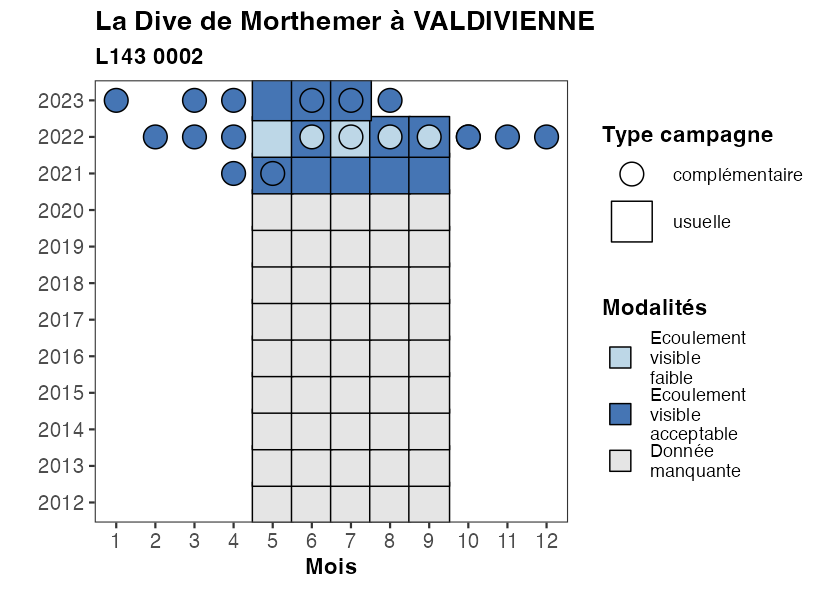 La Dive de Morthemer à VALDIVIENNE
L143 0002
2023
2022
2021
2020
2019
2018
2017
2016
2015
2014
2013
2012
1 2 3 4 5 6 7 8 9 10 11 12
Mois
Type campagne
complémentaire
usuelle
Modalités
Ecoulement
visible
faible
Ecoulement
visible
acceptable
Donnée
manquante